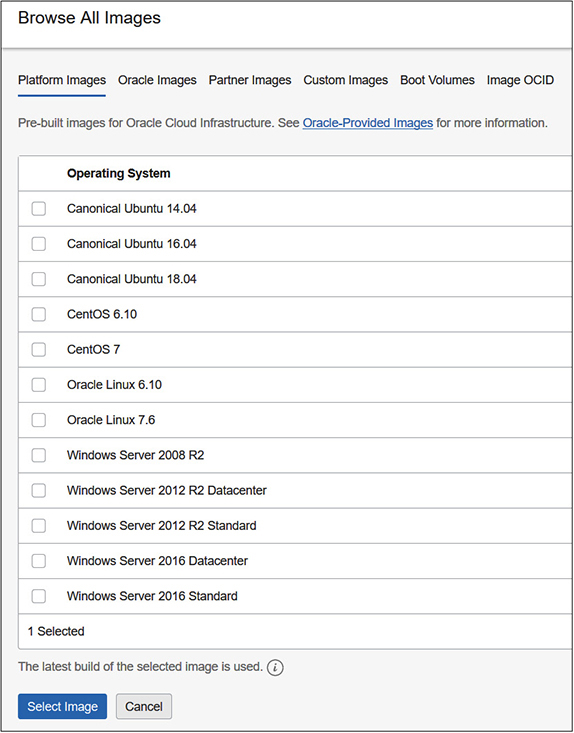 Browse All Images
Platform Images Oracle Images Partner Images Custom Images Boot Volumes Image OCID
Pre-built images for Oracle Cloud Infrastructure. See Oracle-Provided Images for more information.
Operating System
Canonical Ubuntu 14.04
Canonical Ubuntu 16.04
Canonical Ubuntu 18.04
CentOS 6.10
CentOS 7
Oracle Linux 6.10
Oracle Linux 7.6
Windows Server 2008 R2
Windows Server 2012 R2 Datacenter
Windows Server 2012 R2 Standard
Windows Server 2016 Datacenter
Windows Server 2016 Standard
1 Selected
The latest build of the selected image is used. i
Select Image Cancel